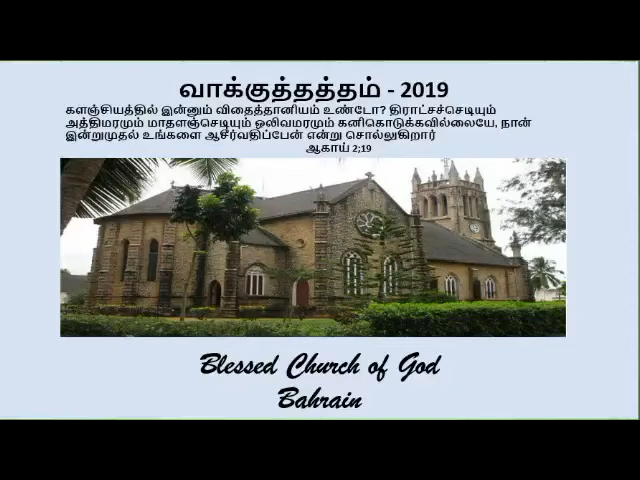 வாக்குத்தத்தம் - 2019
களஞ்சியத்தில் இன்னும் விதைத்தானியம் உண்டோ? திராட்சச்செடியும்
அத்திமரமும் மாதளஞ்செடியும் ஒலிவமரமும் கனிகொடுக்கவில்லையே, நான்
இன்றுமுதல் உங்களை ஆசீர்வதிப்பேன் என்று சொல்லுகிறார்
ஆகாய் 2;19
Blessed Church of God
Bahrain